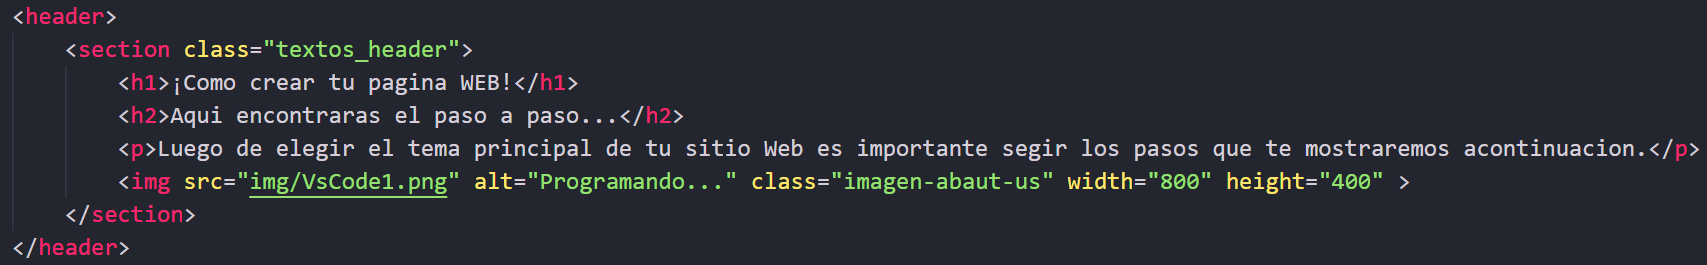 <header>
<section class="textos_header">
<h1>¡Como crear tu pagina WEB!</h1>
<h2>Aqui encontraras el paso a paso...</h2>
<p>Luego de elegir el tema principal de tu sitio Web es importante segir los pasos que te mostraremos acontinuacion.</p>
<img src="img/VsCode1.png" alt="Programando..." class="imagen-abaut-us" width="800" height="400" >
</section>
</header>